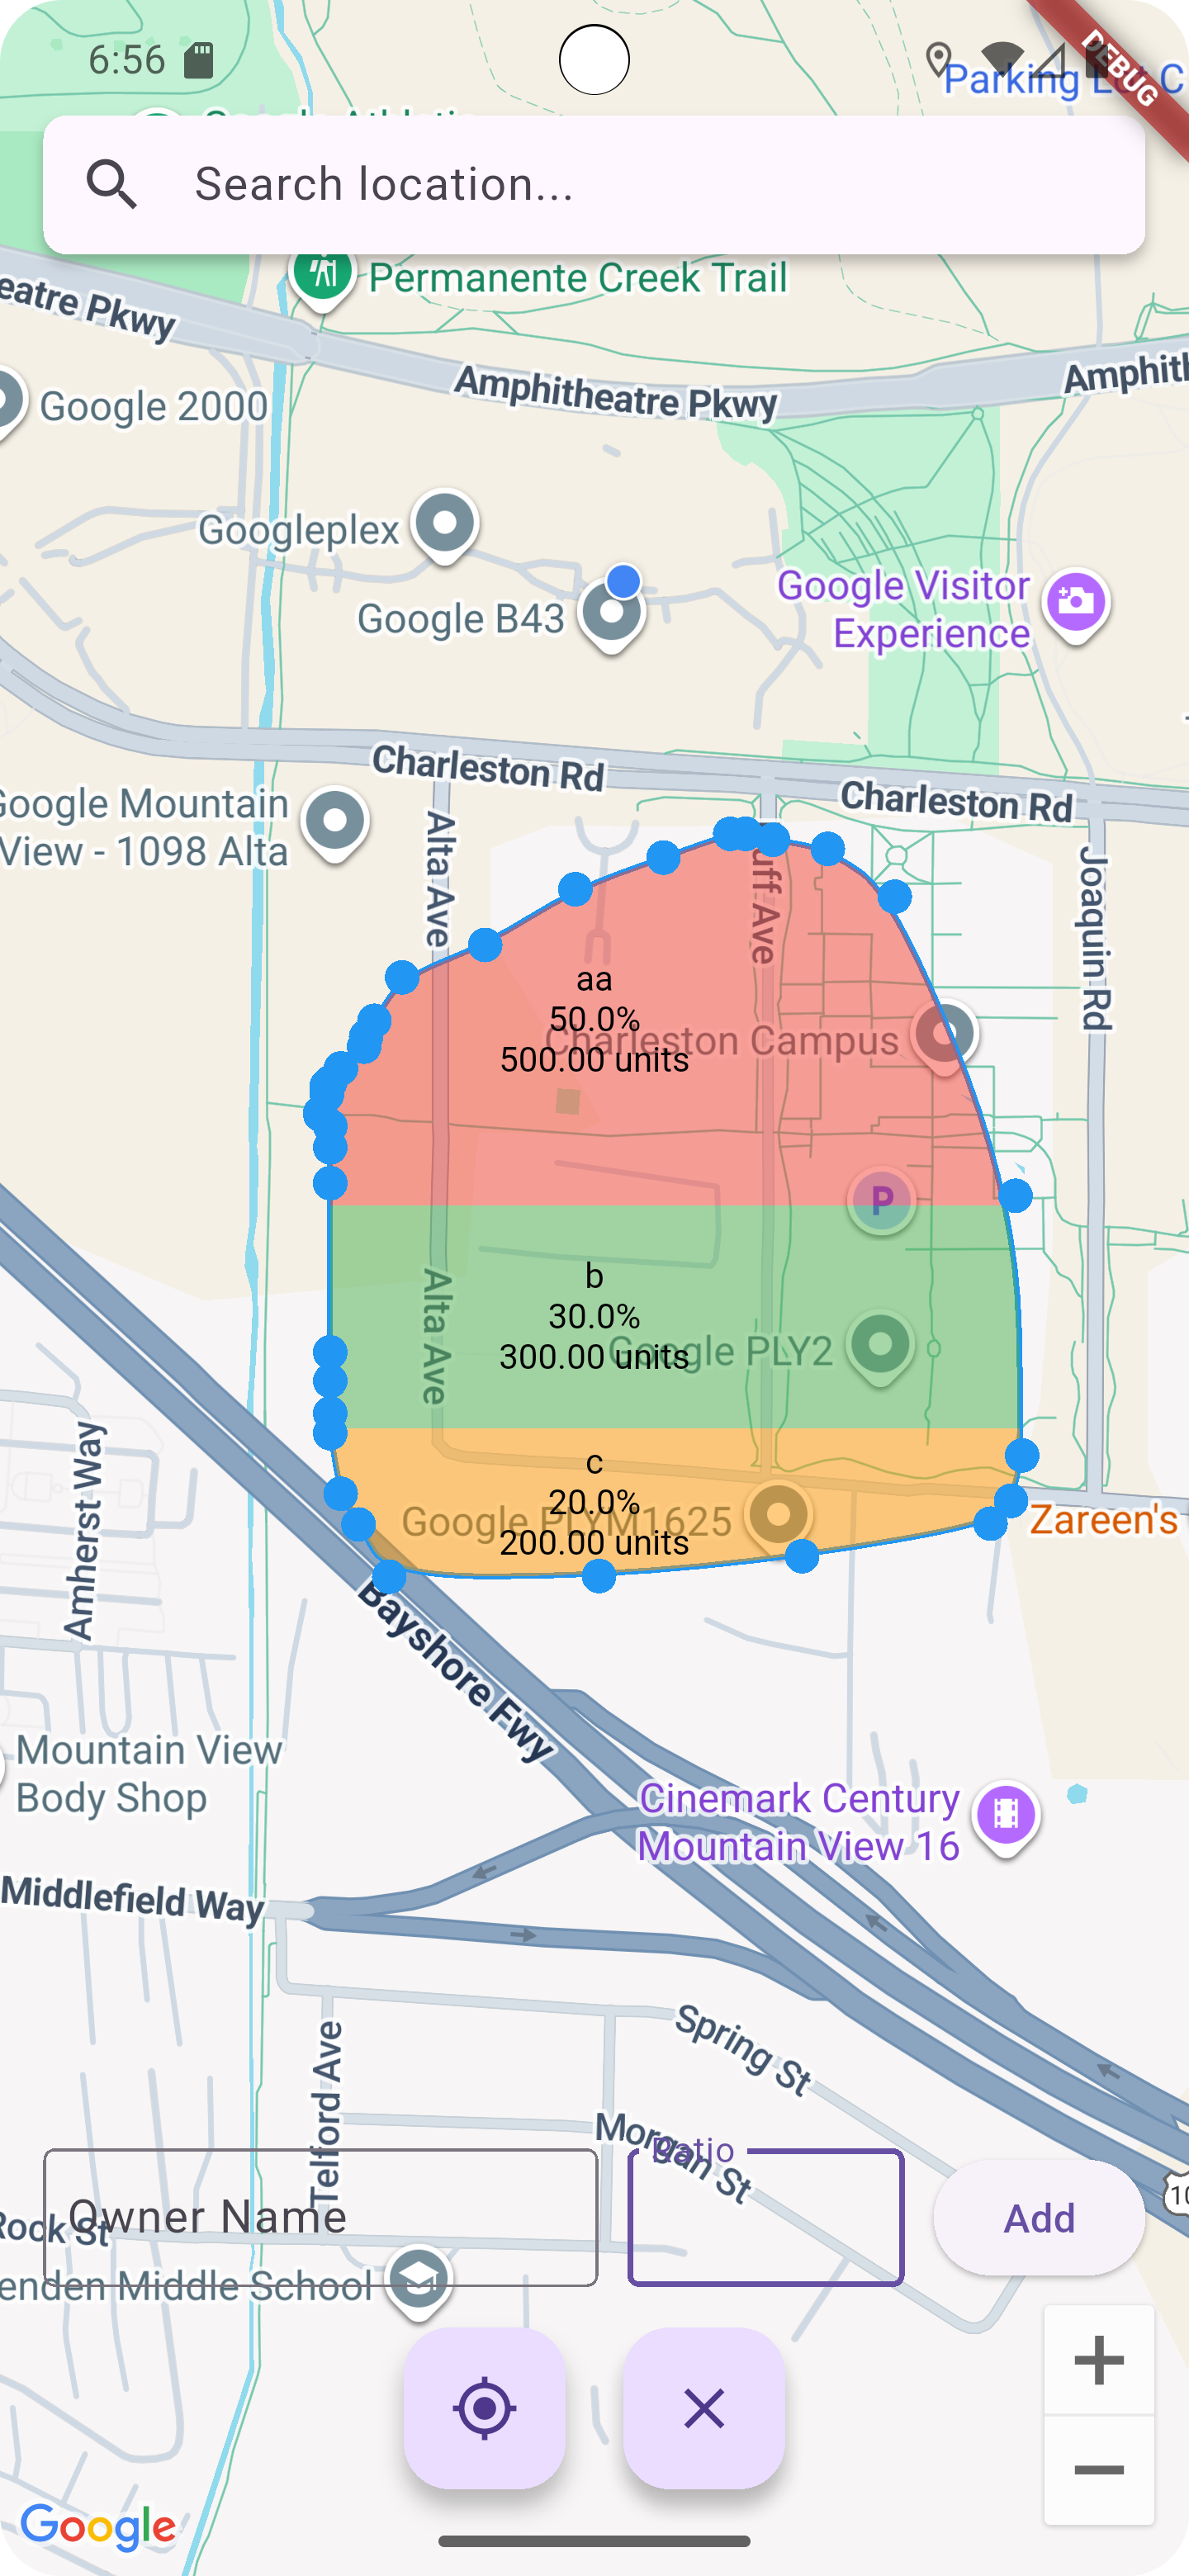 6:56
DEBUG
Parking Lot C
Search location...
Permanente Creek Trail
eatre Pkwy
Amphitheatre Pkwy
Amphith
Google 2000
Googleplex
Google B43
Google Visitor
Experience
Charleston Rd
Charleston Rd
Google Mountain
View - 1098 Alta
Alta Ave
uff Ave
Joaquin Rd
aa
50.0%
Charleston Campus
500.00 units
P
b
30.0%
300.00 units
Google PLY2
Alta Ave
Amherst Way
c
20.0%
Google PLYM1625
200.00 units
Zareen's
Bayshore Fwy
Mountain View
Body Shop
Cinemark Century
Mountain View 16
Middlefield Way
Spring St
Telford Ave
Morgan St
Ratio
Owner Name
Add
Rock St
enden Middle School
10
Google